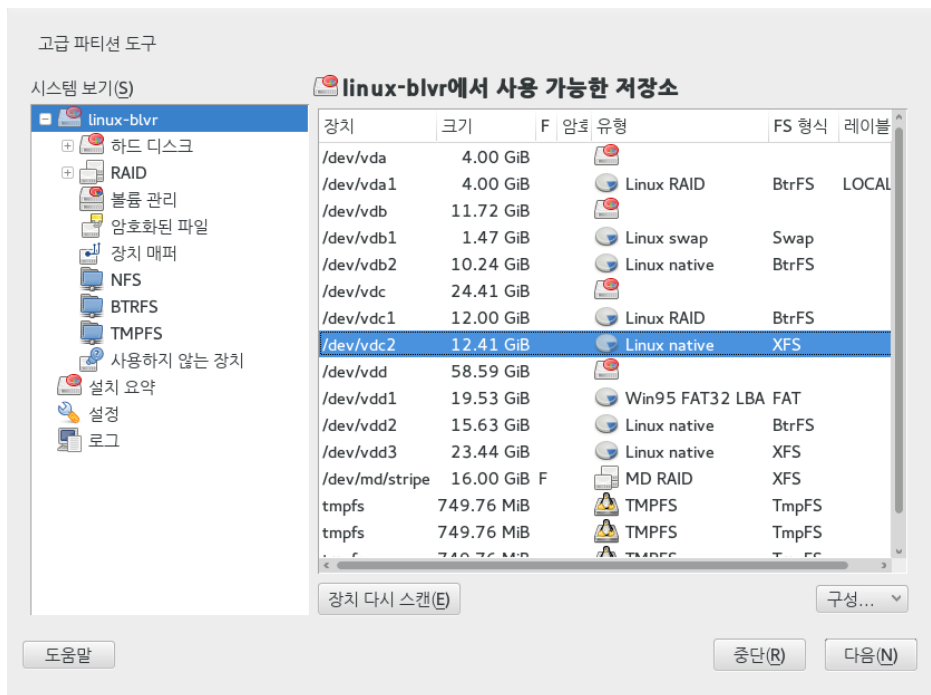 고급 파티션 도구
시스템 보기(S)
linux-blvr
하드 디스크
RAID
볼륨 관리
암호화된 파일
장치 매퍼
NFS
BTRFS
TMPFS
사용하지 않는 장치
설치 요약
설정
로그
linux-blvr에서 사용 가능한 저장소
장치 크기 F 암호 유형 FS 형식 레이블
/dev/vda 4.00 GiB
/dev/vda1 4.00 GiB Linux RAID BtrFS LOCAL
/dev/vdb 11.72 GiB
/dev/vdb1 1.47 GiB Linux swap Swap
/dev/vdb2 10.24 GiB Linux native BtrFS
/dev/vdc 24.41 GiB
/dev/vdc1 12.00 GiB Linux RAID BtrFS
/dev/vdc2 12.41 GiB Linux native XFS
/dev/vdd 58.59 GiB
/dev/vdd1 19.53 GiB Win95 FAT32 LBA FAT
/dev/vdd2 15.63 GiB Linux native BtrFS
/dev/vdd3 23.44 GiB Linux native XFS
/dev/md/stripe 16.00 GiB F MD RAID XFS
tmpfs 749.76 MiB TMPFS TmpFS
tmpfs 749.76 MiB TMPFS TmpFS
장치 다시 스캔(E)
구성...
도움말
중단(R)
다음(N)